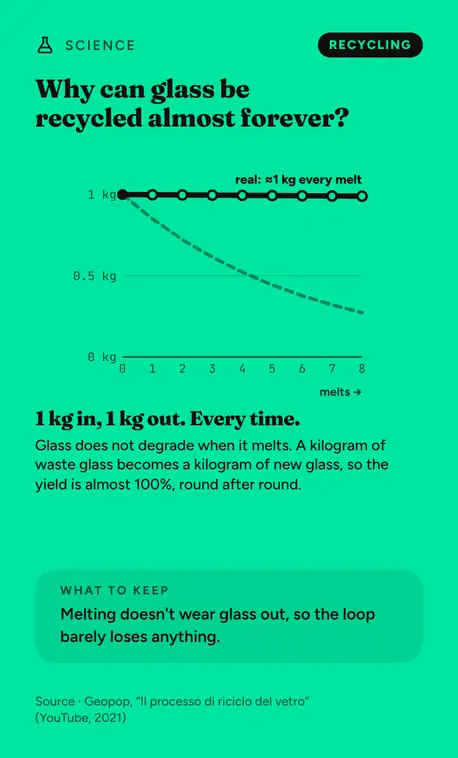 SCIENCE
RECYCLING
Why can glass be
recycled almost forever?
real: ≈1 kg every melt
1 kg
0.5 kg
0 kg
0 1 2 3 4 5 6 7 8
melts →
1 kg in, 1 kg out. Every time.
Glass does not degrade when it melts. A kilogram of
waste glass becomes a kilogram of new glass, so the
yield is almost 100%, round after round.
WHAT TO KEEP
Melting doesn't wear glass out, so the loop
barely loses anything.
Source · Geopop, “Il processo di riciclo del vetro”
(YouTube, 2021)